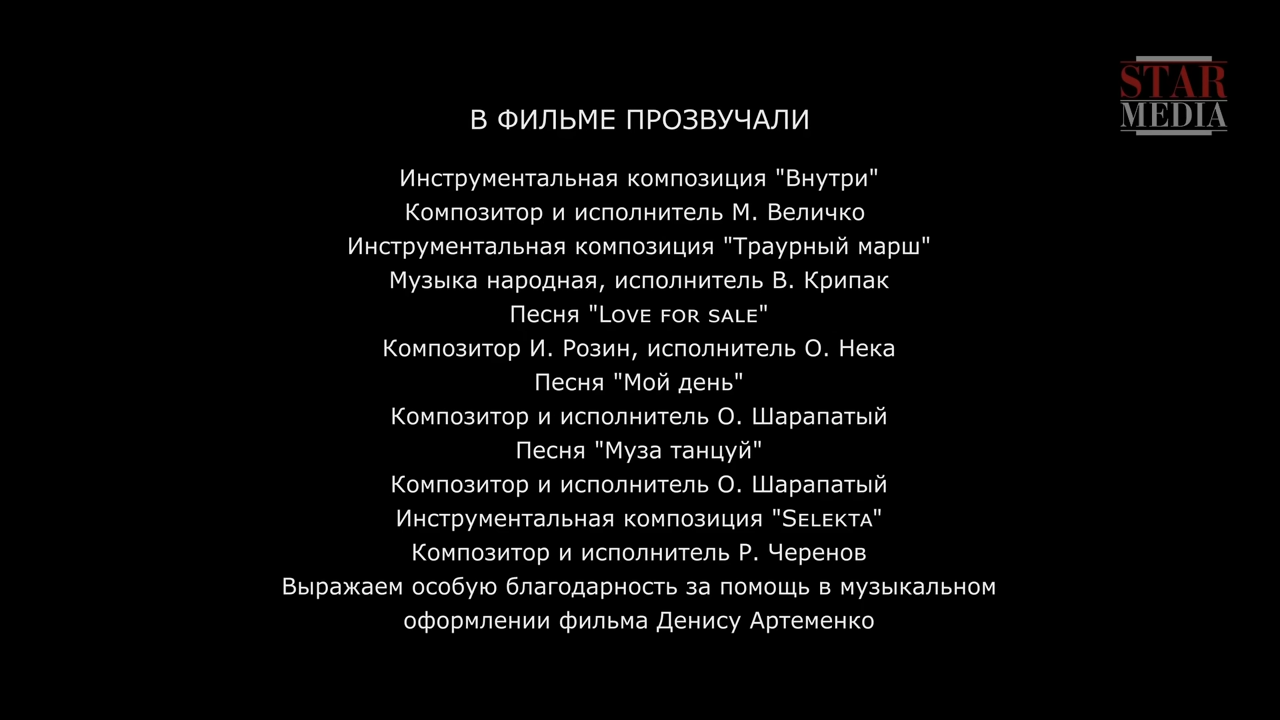 STAR
MEDIA
В ФИЛЬМЕ ПРОЗВУЧАЛИ
Инструментальная композиция "Внутри"
Композитор и исполнитель М. Величко
Инструментальная композиция "Траурный марш"
Музыка народная, исполнитель В. Крипак
Песня "Love for sale"
Композитор И. Розин, исполнитель О. Нека
Песня "Мой день"
Композитор и исполнитель О. Шарапатый
Песня "Муза танцуй"
Композитор и исполнитель О. Шарапатый
Инструментальная композиция "Selekta"
Композитор и исполнитель Р. Черенов
Выражаем особую благодарность за помощь в музыкальном
оформлении фильма Денису Артеменко